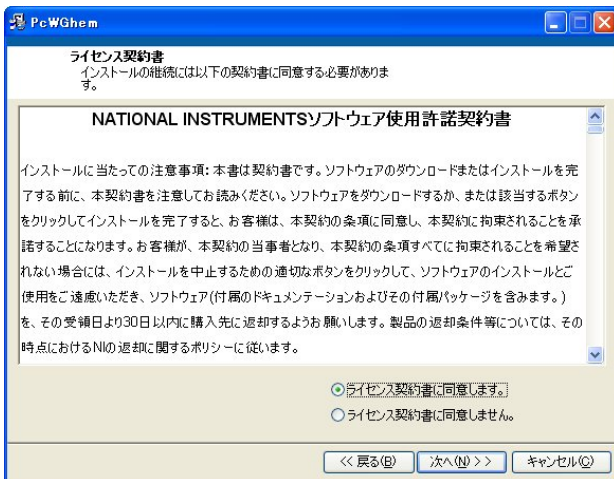 PcWGhem
ライセンス契約書
インストールの継続には以下の契約書に同意する必要がありま
す。
NATIONAL INSTRUMENTSソフトウェア使用許諾契約書
インストールに当たっての注意事項: 本書は契約書です。ソフトウェアのダウンロードまたはインストールを完
了する前に、本契約書を注意してお読みください。ソフトウェアをダウンロードするか、または該当するボタン
をクリックしてインストールを完了すると、お客様は、本契約の条項に同意し、本契約に拘束されることを承
諾することになります。お客様が、本契約の当事者となり、本契約の条項すべてに拘束されることを希望さ
れない場合には、インストールを中止するための適切なボタンをクリックして、ソフトウェアのインストールとご
使用をご遠慮いただき、ソフトウェア(付属のドキュメンテーションおよびその付属パッケージを含みます。)
を、その受領日より30日以内に購入先に返却するようお願いします。製品の返却条件等については、その
時点におけるNIの返却に関するポリシーに従います。
ライセンス契約書に同意します。
ライセンス契約書に同意しません。
<< 戻る(B) 次へ(N) >> キャンセル(C)